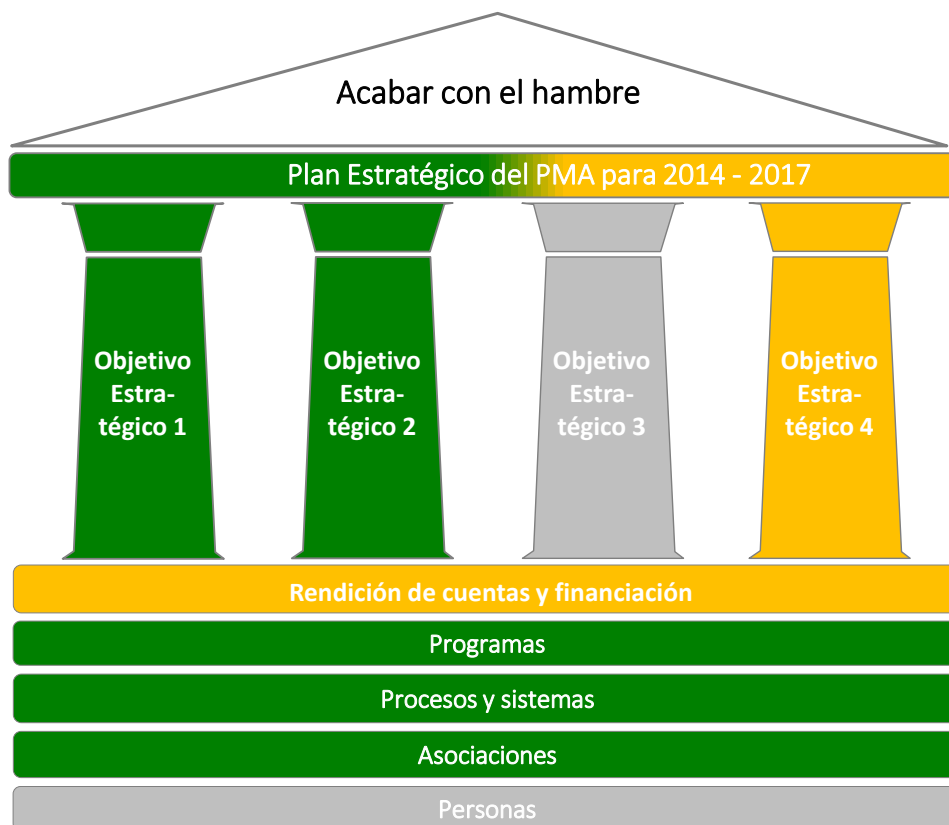 Acabar con el hambre
Plan Estratégico del PMA para 2014 - 2017
Objetivo
Estra-
tégico 1
Objetivo
Estra-
tégico 2
Objetivo
Estra-
tégico 3
Objetivo
Estra-
tégico 4
Rendición de cuentas y financiación
Programas
Procesos y sistemas
Asociaciones
Personas